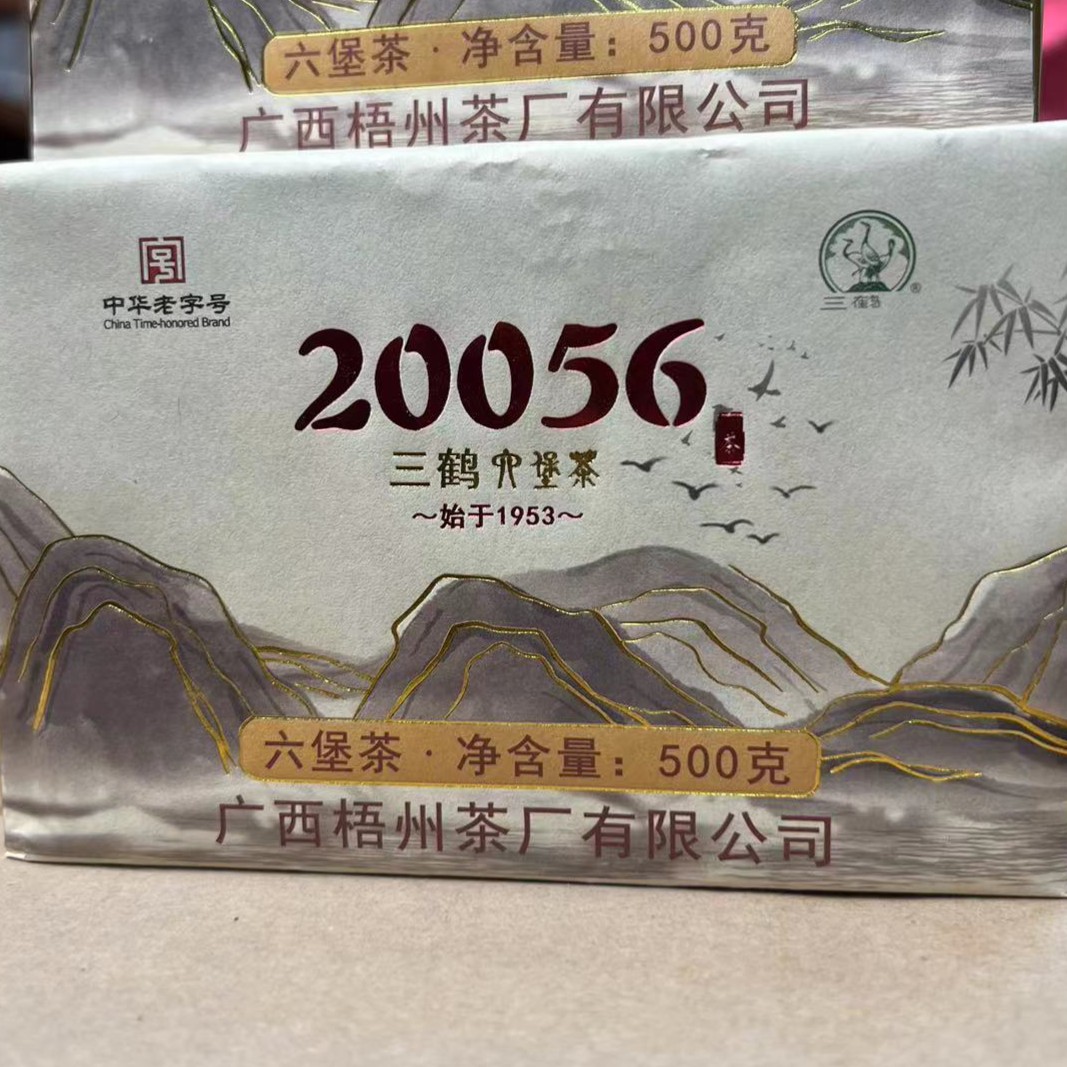 六堡茶·净含量：500克
广西梧州茶厂有限公司
中华老字号
China Time-honored Brand
三鹤
®
20056
茶
三鹤六堡茶
～始于1953～
六堡茶·净含量：500克
广西梧州茶厂有限公司